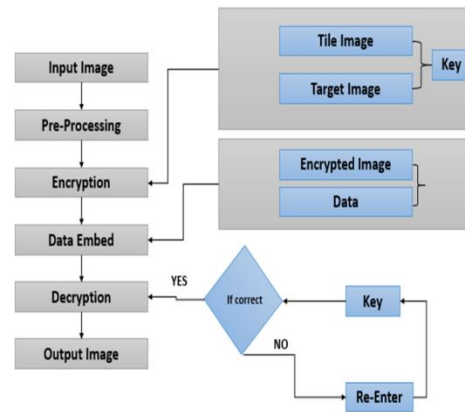 Input Image
Pre-Processing
Encryption
Data Embed
Decryption
Output Image
Tile Image
Target Image
Key
Encrypted Image
Data
YES
If correct
Key
NO
Re-Enter